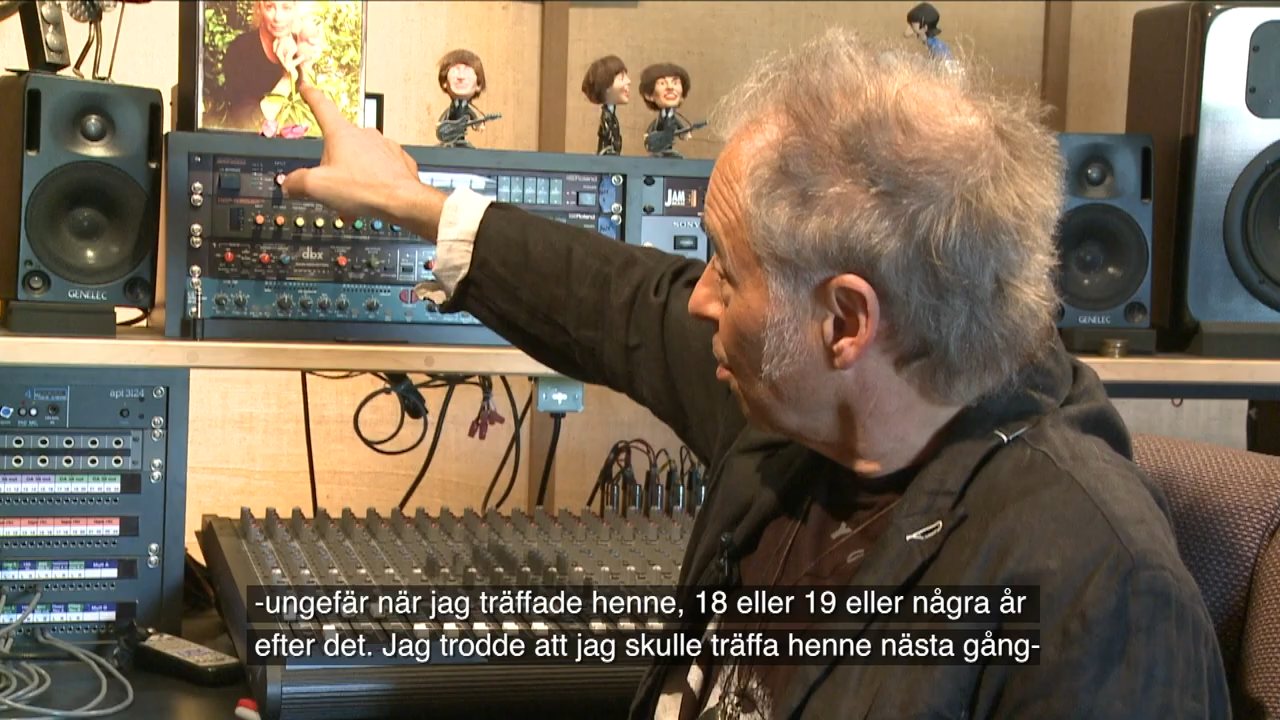 Roland
Roland
JAM
SONY
dbx
GENELEC
GENELEC
api 3124
-ungefär när jag träffade henne, 18 eller 19 eller några år
efter det. Jag trodde att jag skulle träffa henne nästa gång-